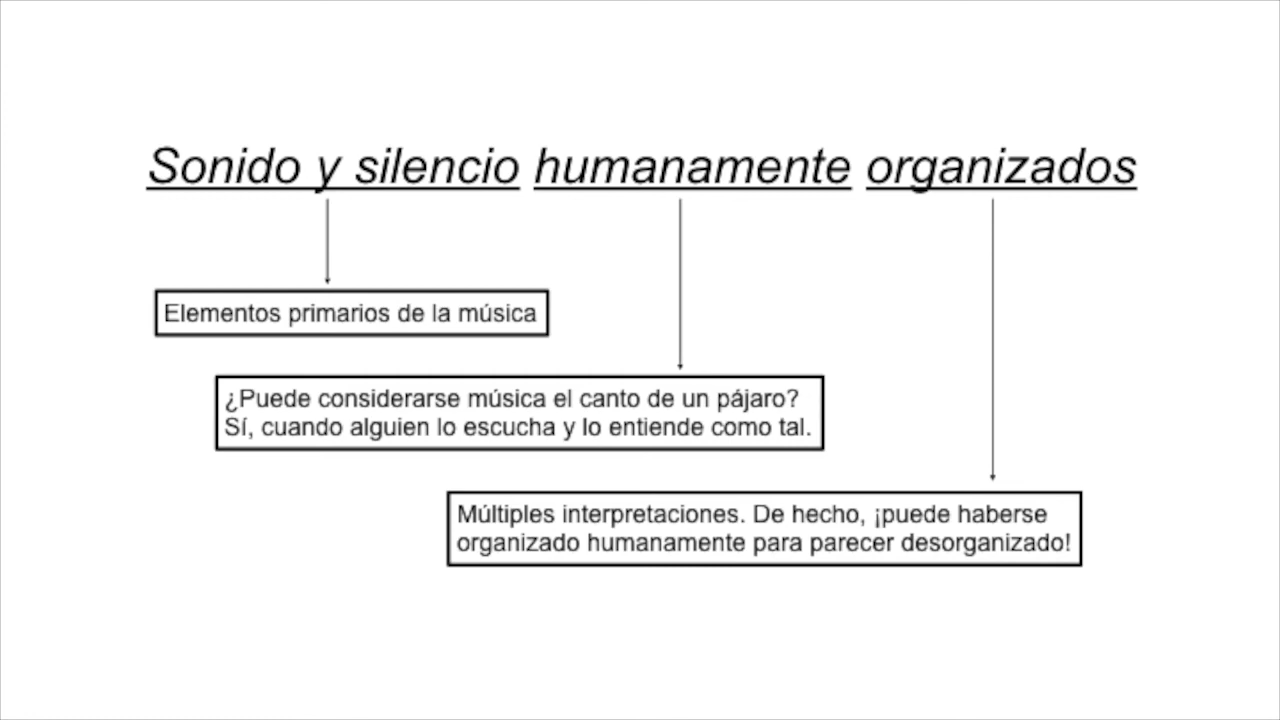 Sonido y silencio humanamente organizados
Elementos primarios de la música
¿Puede considerarse música el canto de un pájaro?
Sí, cuando alguien lo escucha y lo entiende como tal.
Múltiples interpretaciones. De hecho, ¡puede haberse
organizado humanamente para parecer desorganizado!